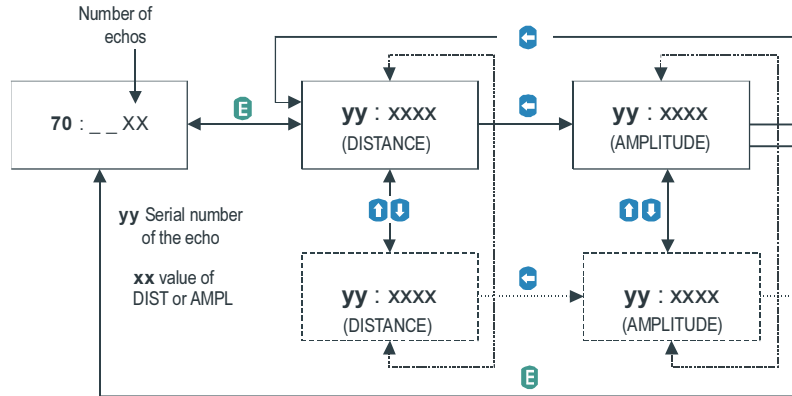 Number of
echos
E
70 : _ _ XX
yy : xxxx
(DISTANCE)
yy : xxxx
(AMPLITUDE)
yy Serial number
of the echo
xx value of
DIST or AMPL
yy : xxxx
(DISTANCE)
yy : xxxx
(AMPLITUDE)
E